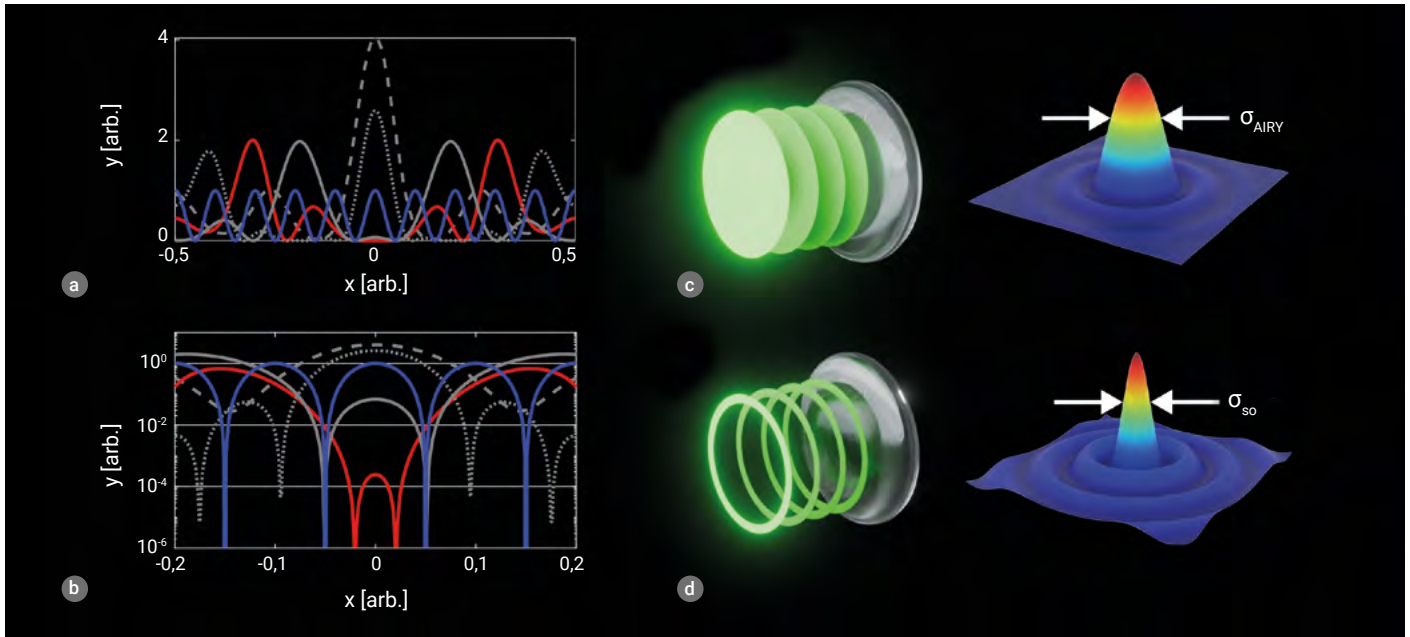 4
2
0
y [arb.]
-0,5
0
0,5
x [arb.]
a
10⁰
10⁻²
10⁻⁴
10⁻⁶
y [arb.]
-0,2
-0,1
0
0,1
0,2
x [arb.]
b
c
σAIRY
d
σso